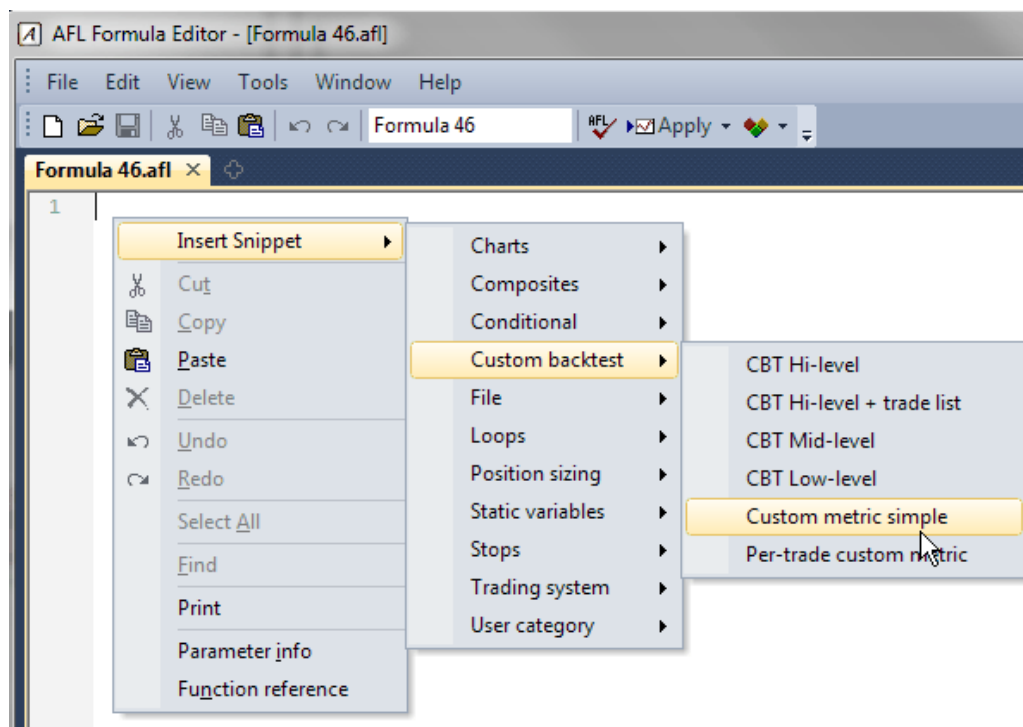 AFL Formula Editor - [Formula 46.afl]
File Edit View Tools Window Help
Formula 46
AFL
Apply
Formula 46.afl
1
Insert Snippet
Cut
Copy
Paste
Delete
Undo
Redo
Select All
Find
Print
Parameter info
Function reference
Charts
Composites
Conditional
Custom backtest
File
Loops
Position sizing
Static variables
Stops
Trading system
User category
CBT Hi-level
CBT Hi-level + trade list
CBT Mid-level
CBT Low-level
Custom metric simple
Per-trade custom metric